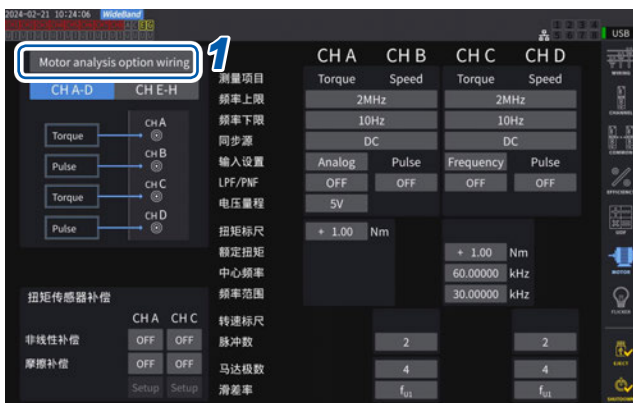 2024-02-21 10:24:06 WideBand
USB
Motor analysis option wiring
1
CH A-D CH E-H
Torque CH A
Pulse CH B
Torque CH C
Pulse CH D
CH A CH B CH C CH D
测量项目 Torque Speed Torque Speed
频率上限 2MHz 2MHz
频率下限 10Hz 10Hz
同步源 DC DC
输入设置 Analog Pulse Frequency Pulse
LPF/PNF OFF OFF OFF OFF
电压量程 5V
扭矩标尺 + 1.00 Nm
额定扭矩 + 1.00 Nm
中心频率 60.00000 kHz
频率范围 30.00000 kHz
转速标尺
脉冲数 2 2
马达极数 4 4
滑差率 fU1 fU1
扭矩传感器补偿
CH A CH C
非线性补偿 OFF OFF
摩擦补偿 OFF OFF
Setup Setup
WIRING
CHANNEL
COMMON
EFFICIENCY
UDF
MOTOR
FLICKER
EJECT
SHUTDOWN